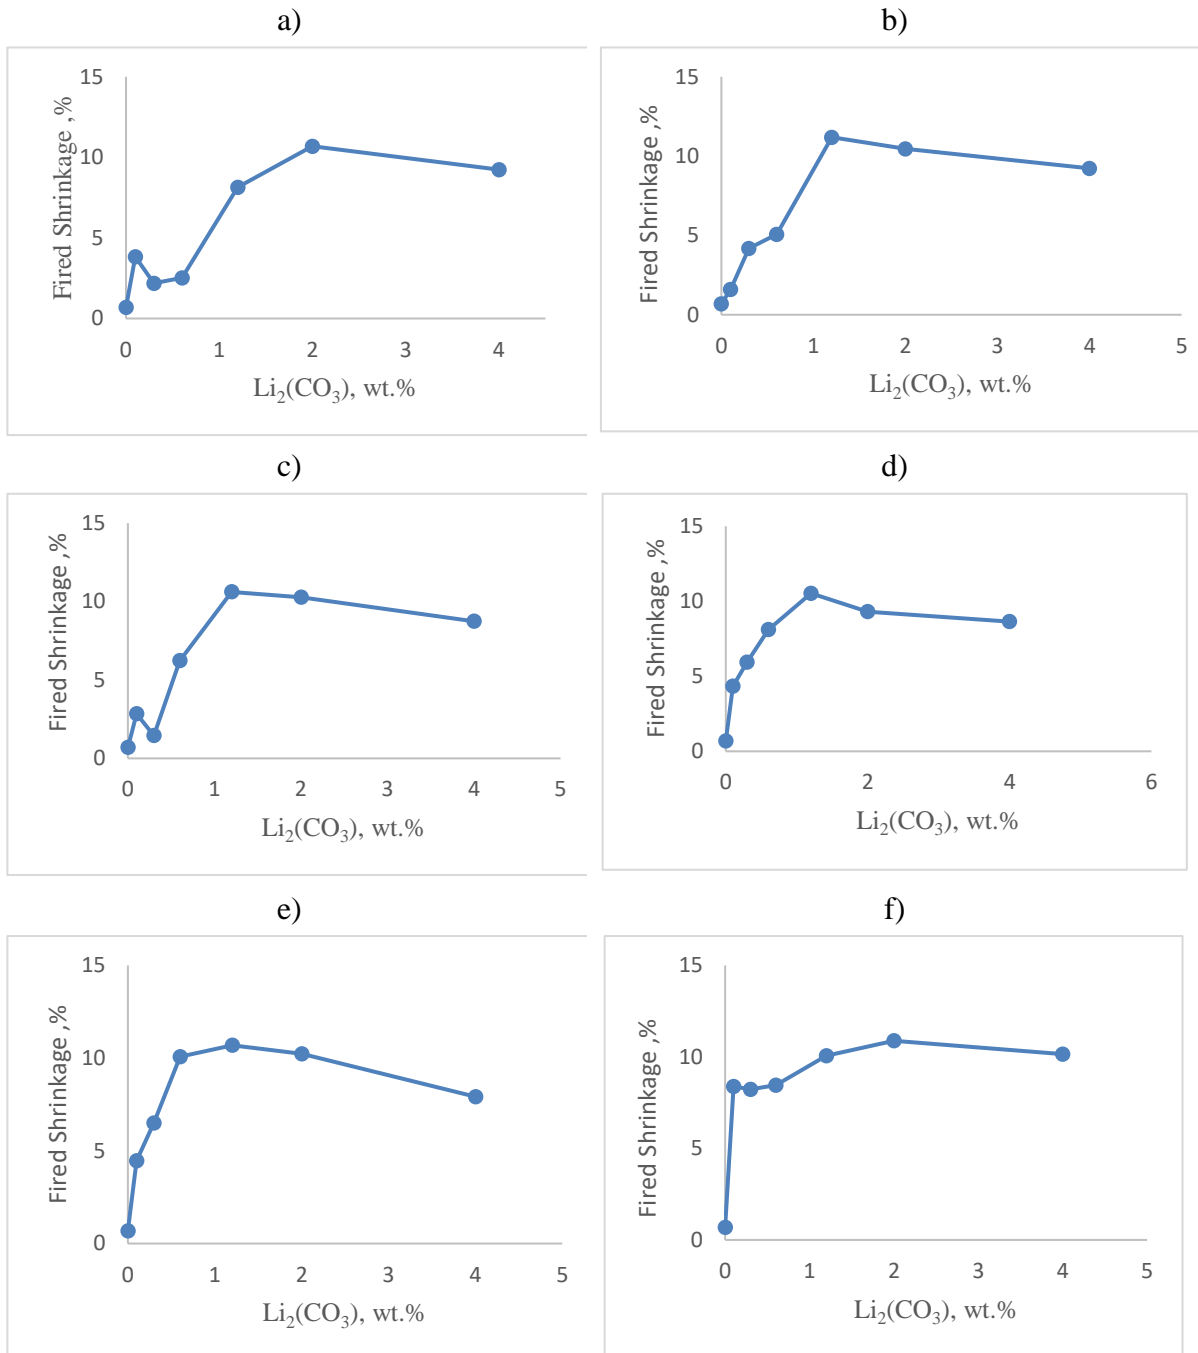 a)
15
10
5
0
Fired Shrinkage ,%
0 1 2 3 4
Li₂(CO₃), wt.%
b)
15
10
5
0
Fired Shrinkage ,%
0 1 2 3 4 5
Li₂(CO₃), wt.%
c)
15
10
5
0
Fired Shrinkage ,%
0 1 2 3 4 5
Li₂(CO₃), wt.%
d)
15
10
5
0
Fired Shrinkage ,%
0 2 4 6
Li₂(CO₃), wt.%
e)
15
10
5
0
Fired Shrinkage ,%
0 1 2 3 4 5
Li₂(CO₃), wt.%
f)
15
10
5
0
Fired Shrinkage ,%
0 1 2 3 4 5
Li₂(CO₃), wt.%